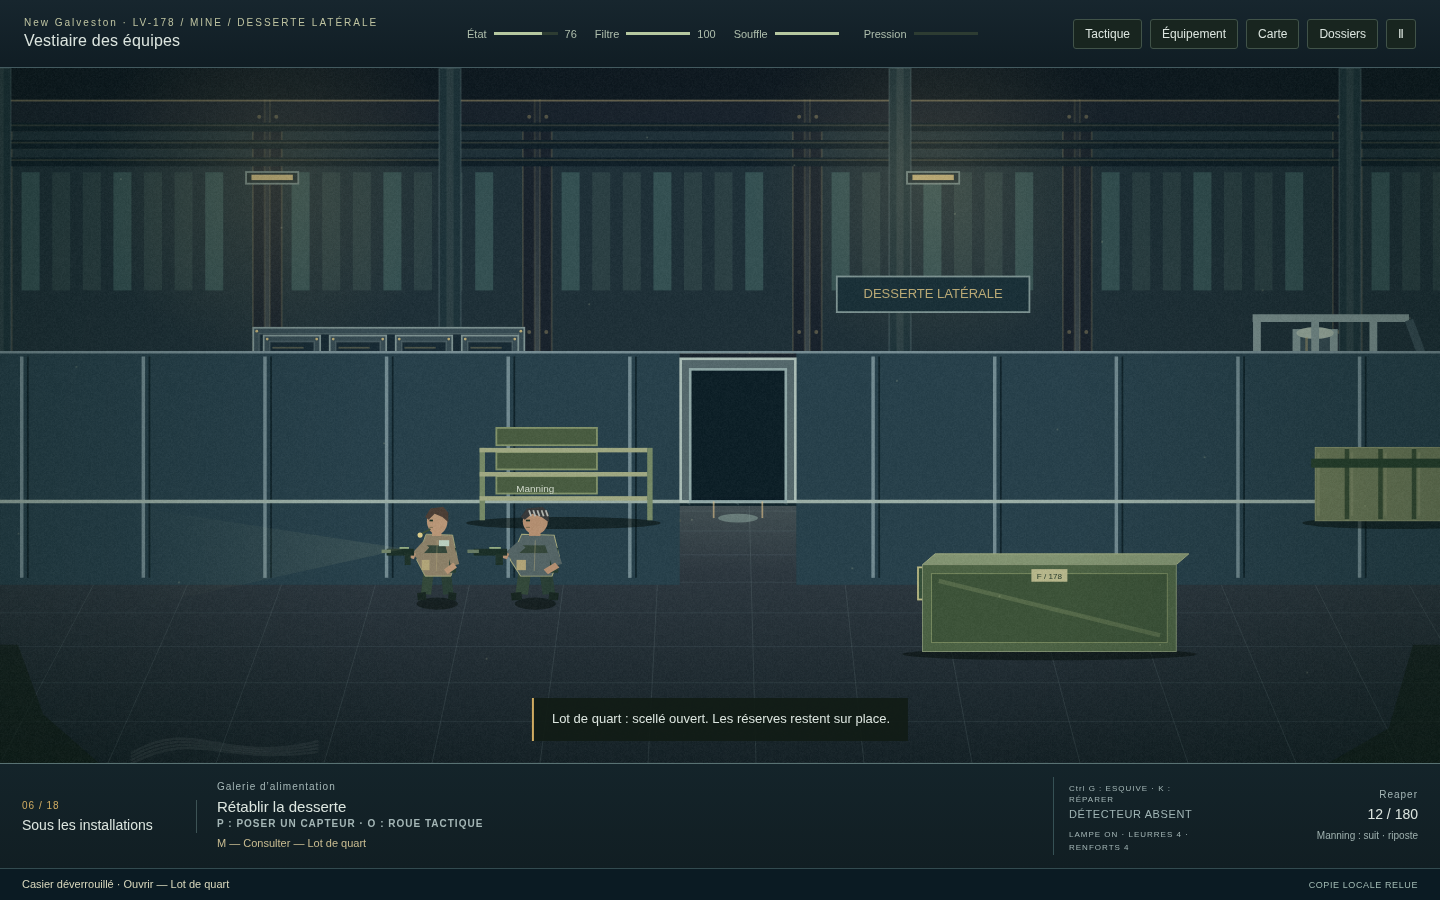 New Galveston · LV-178 / MINE / DESSERTE LATÉRALE
Vestiaire des équipes
État 76 Filtre 100 Souffle Pression
Tactique Équipement Carte Dossiers II
DESSERTE LATÉRALE
Manning
F / 178
Lot de quart : scellé ouvert. Les réserves restent sur place.
06 / 18
Sous les installations
Galerie d'alimentation
Rétablir la desserte
P : POSER UN CAPTEUR · O : ROUE TACTIQUE
M — Consulter — Lot de quart
Ctrl G : ESQUIVE · K :
RÉPARER
DÉTECTEUR ABSENT
LAMPE ON · LEURRES 4 ·
RENFORTS 4
Reaper
12 / 180
Manning : suit · riposte
Casier déverrouillé · Ouvrir — Lot de quart
COPIE LOCALE RELUE